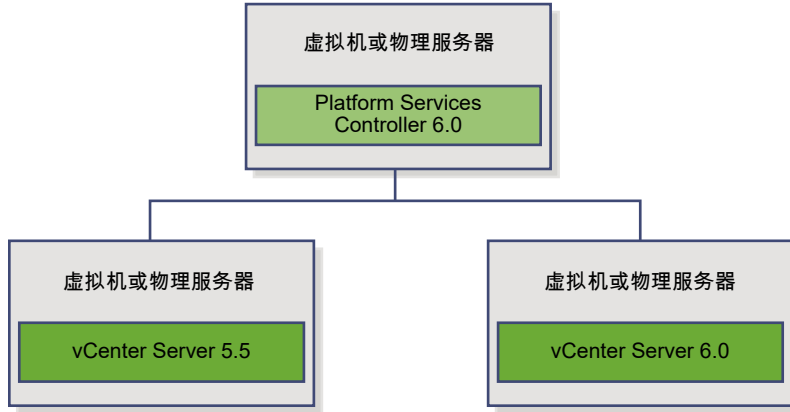 虚拟机或物理服务器
Platform Services
Controller 6.0
虚拟机或物理服务器
vCenter Server 5.5
虚拟机或物理服务器
vCenter Server 6.0